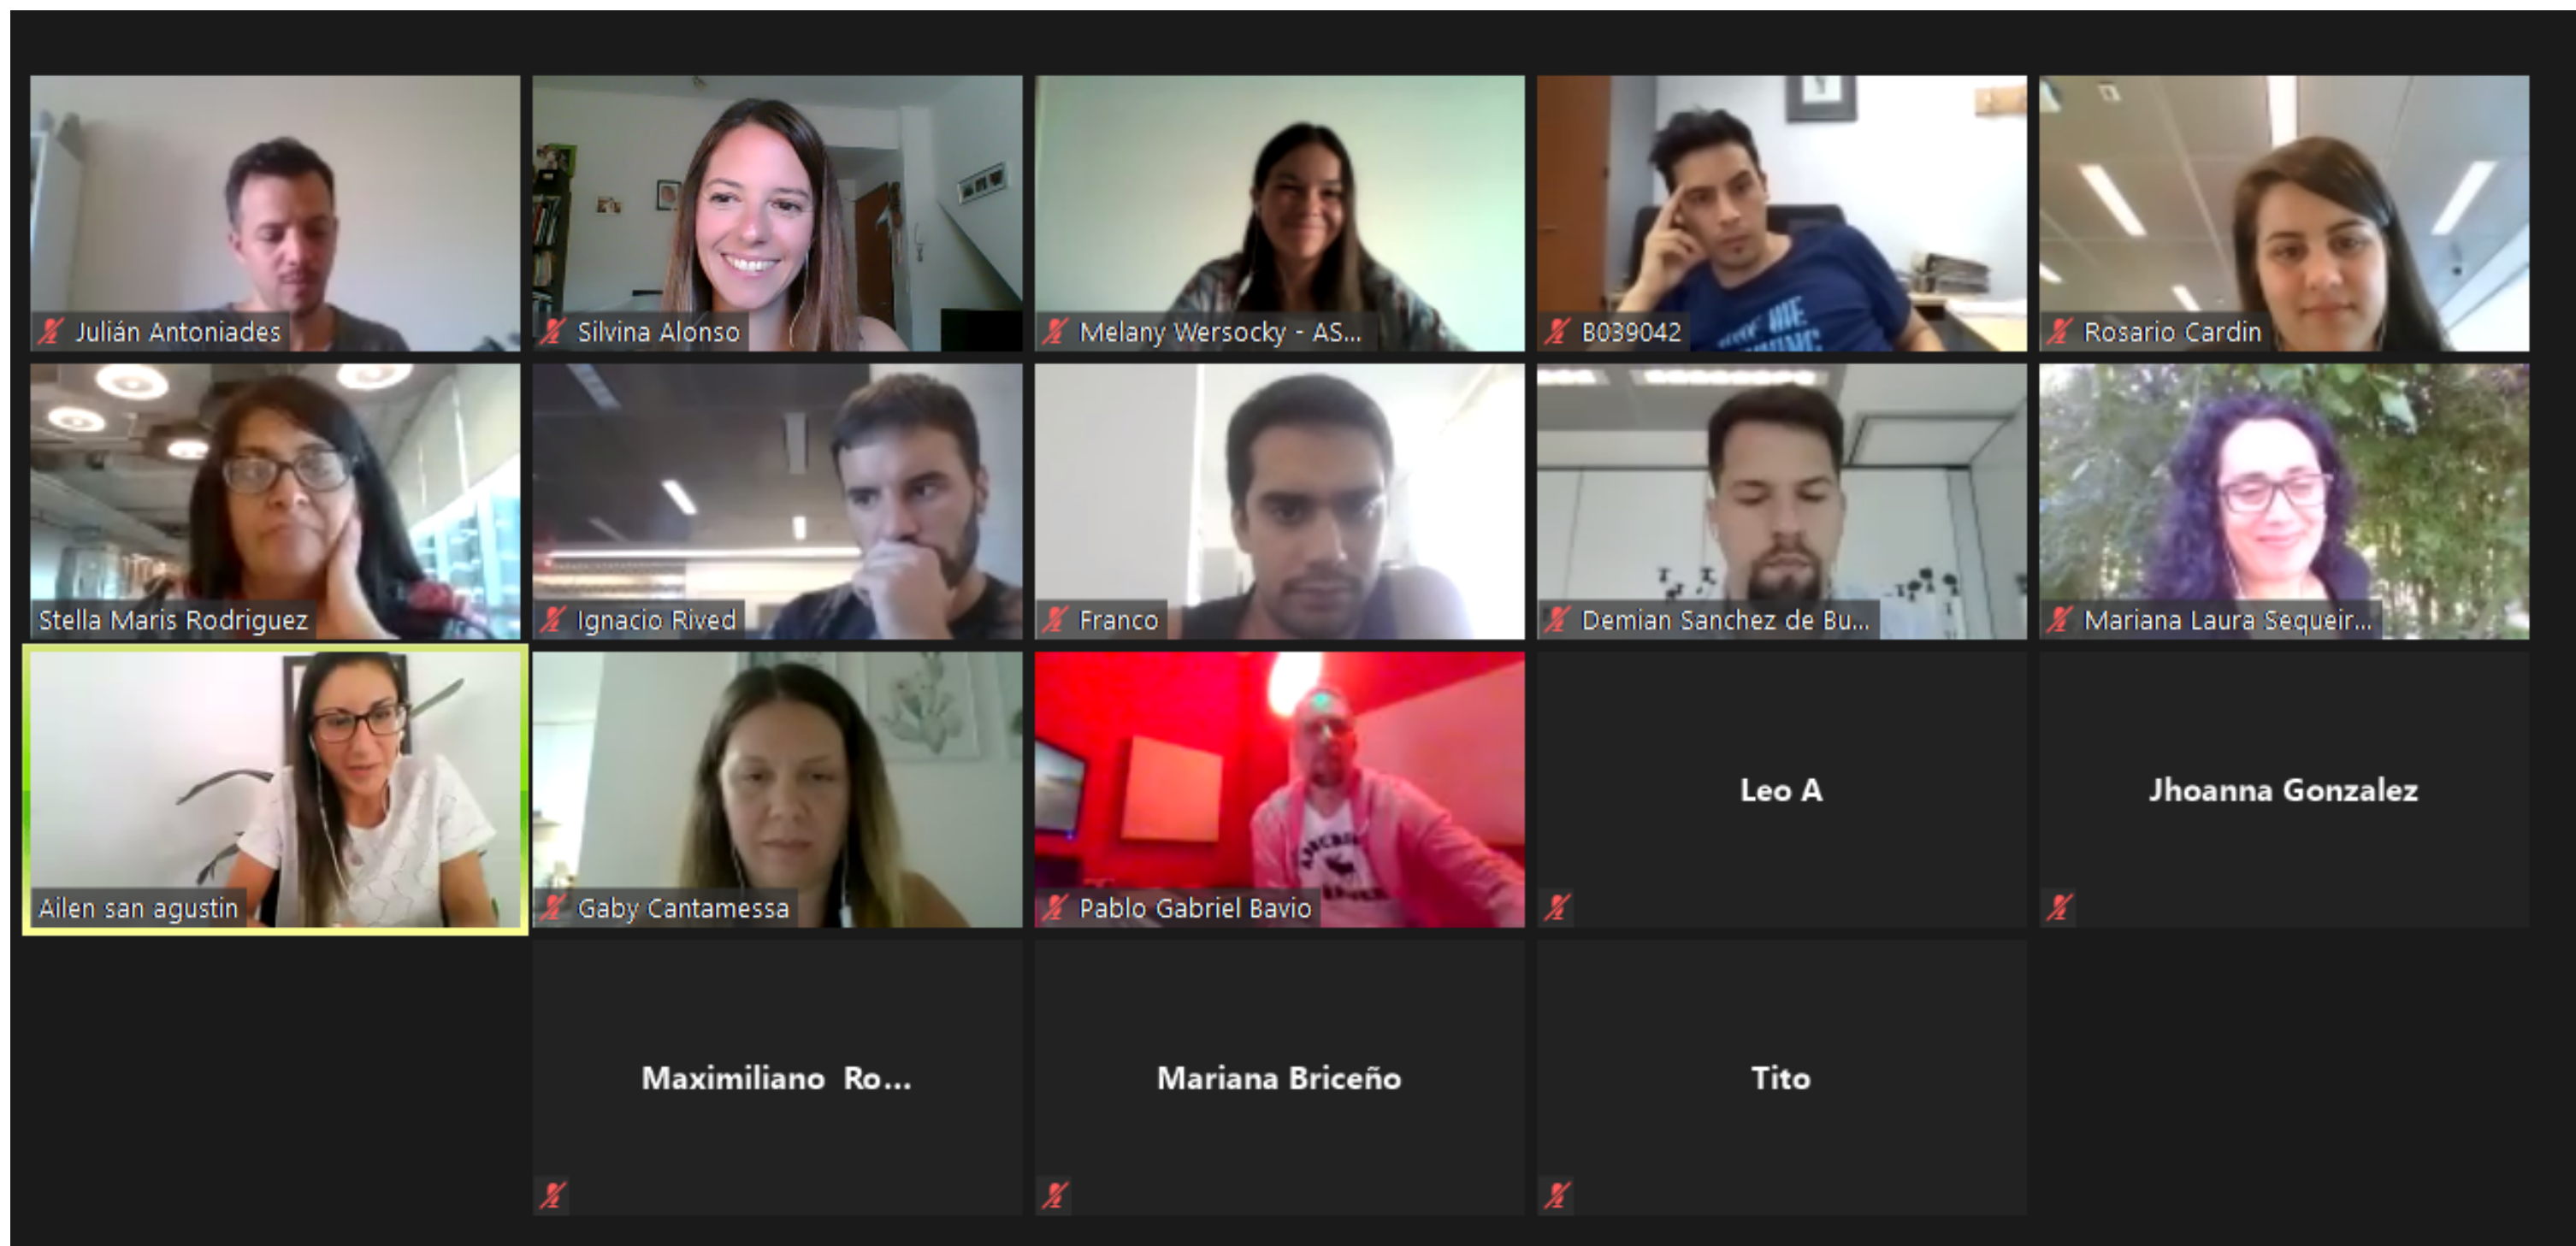 Julián Antoniades
Silvina Alonso
Melany Wersocky - AS...
B039042
Rosario Cardin
Stella Maris Rodriguez
Ignacio Rived
Franco
Demian Sanchez de Bu...
Mariana Laura Sequeir...
Ailen san agustin
Gaby Cantamessa
Pablo Gabriel Bavio
Leo A
Jhoanna Gonzalez
Maximiliano Ro...
Mariana Briceño
Tito